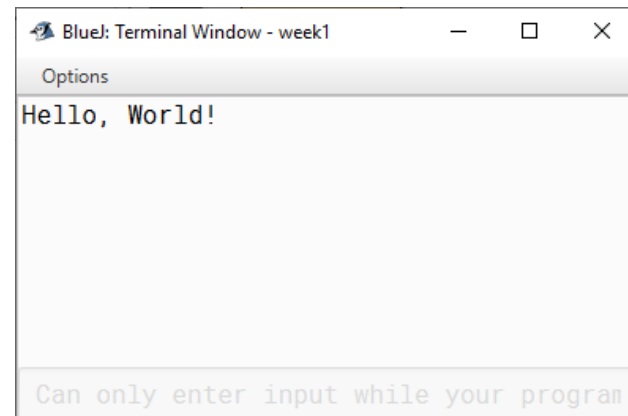 BlueJ: Terminal Window - week1
Options
Hello, World!
Can only enter input while your program